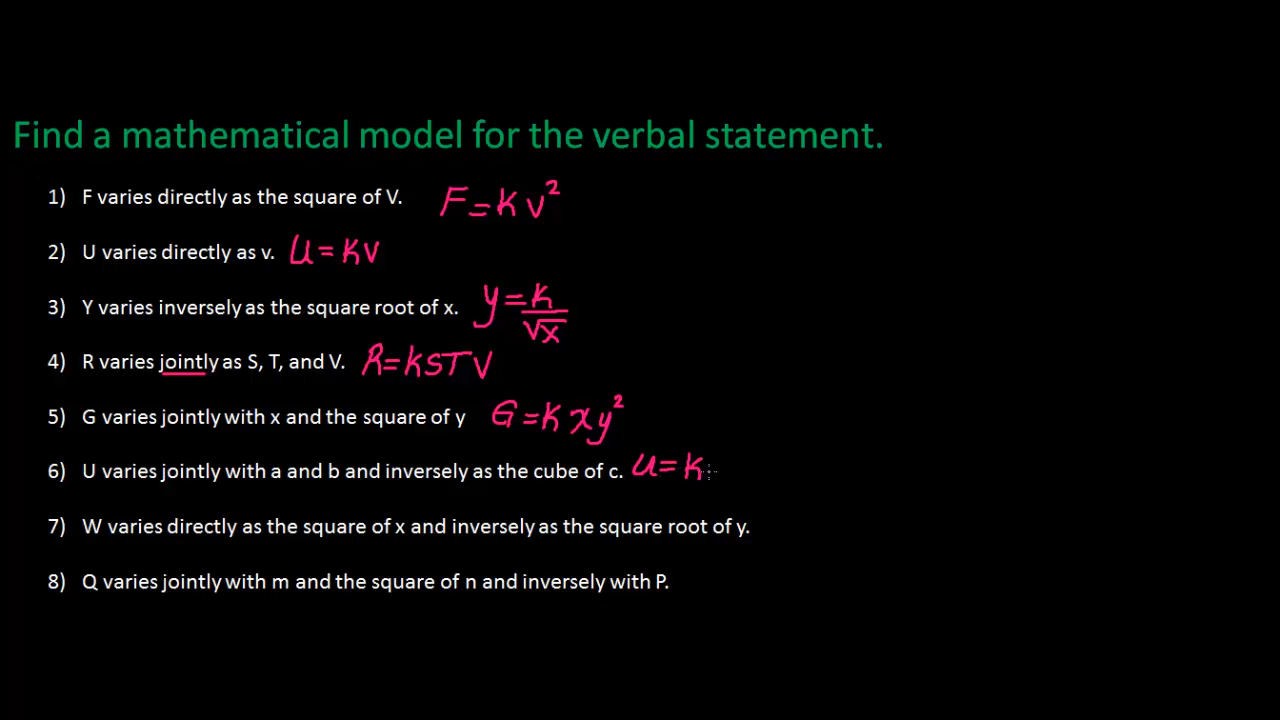 Find a mathematical model for the verbal statement.
1) F varies directly as the square of V. F = K V²
2) U varies directly as v. U = KV
3) Y varies inversely as the square root of x. y = K/√x
4) R varies jointly as S, T, and V. R = KSTV
5) G varies jointly with x and the square of y G = K x y²
6) U varies jointly with a and b and inversely as the cube of c. U = K
7) W varies directly as the square of x and inversely as the square root of y.
8) Q varies jointly with m and the square of n and inversely with P.